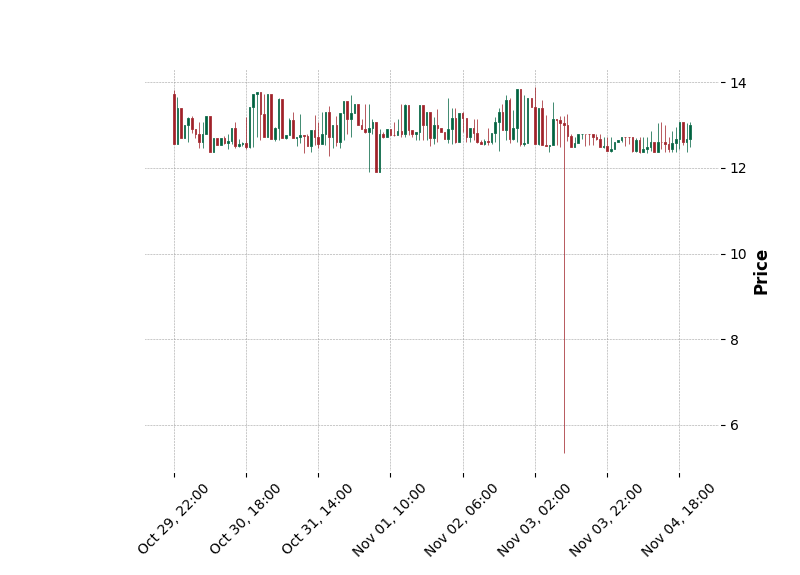 14
12
10
8
6
Price
Oct 29, 22:00
Oct 30, 18:00
Oct 31, 14:00
Nov 01, 10:00
Nov 02, 06:00
Nov 03, 02:00
Nov 03, 22:00
Nov 04, 18:00